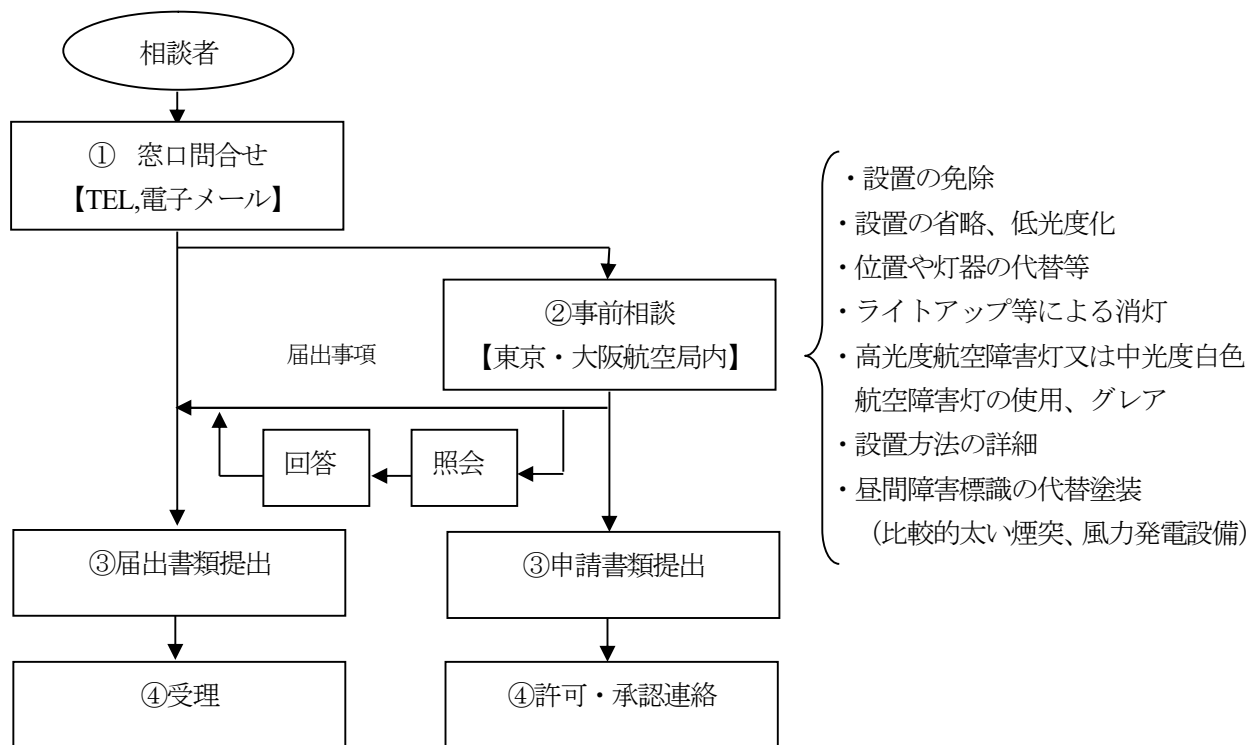 相談者
① 窓口問合せ
【TEL,電子メール】
②事前相談
【東京・大阪航空局内】
・設置の免除
・設置の省略、低光度化
・位置や灯器の代替等
・ライトアップ等による消灯
・高光度航空障害灯又は中光度白色
航空障害灯の使用、グレア
・設置方法の詳細
・昼間障害標識の代替塗装
（比較的太い煙突、風力発電設備）
届出事項
回答
照会
③届出書類提出
③申請書類提出
④受理
④許可・承認連絡